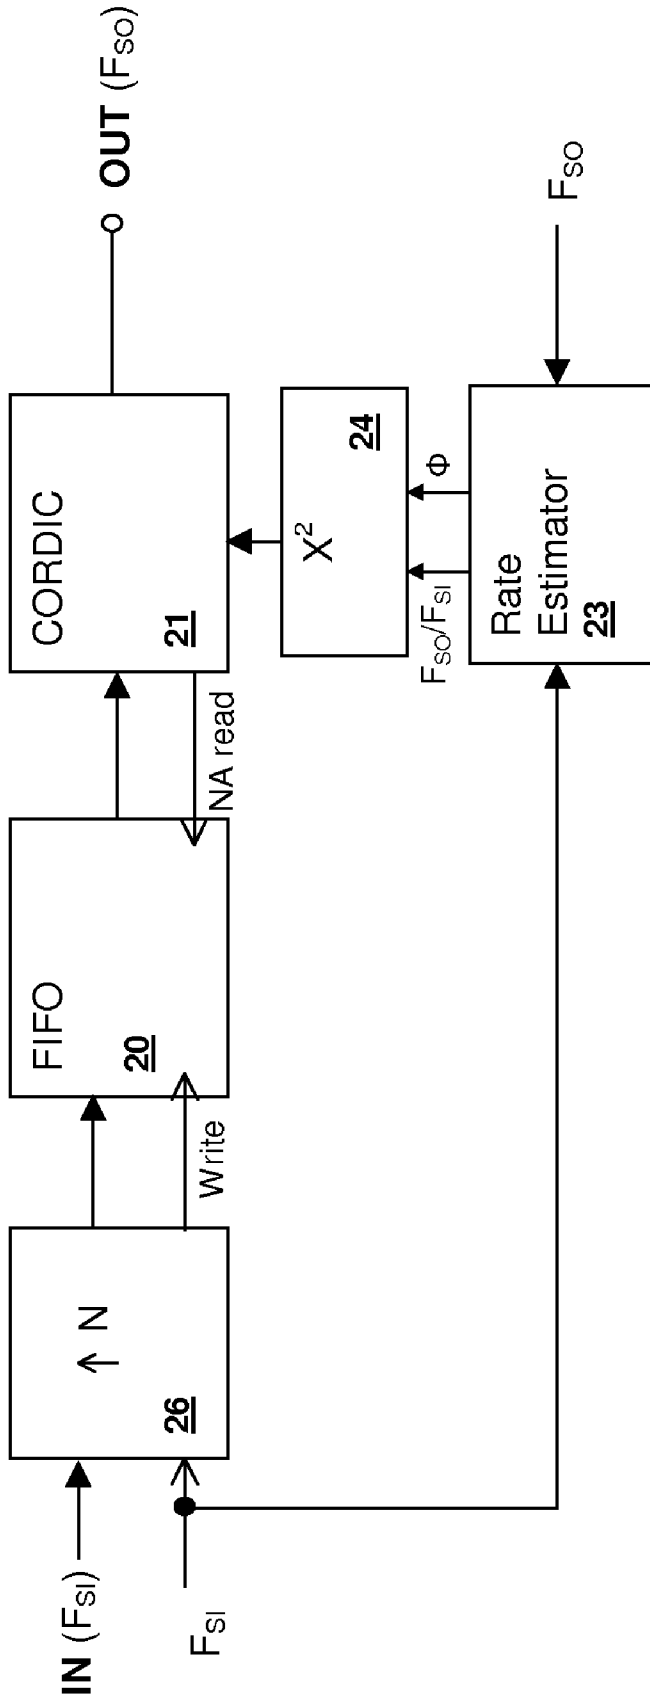 IN (FSI)
FSI
↑ N
26
Write
FIFO
20
NA read
CORDIC
21
OUT (FSO)
X²
24
FSO/FSI
Φ
Rate
Estimator
23
FSO